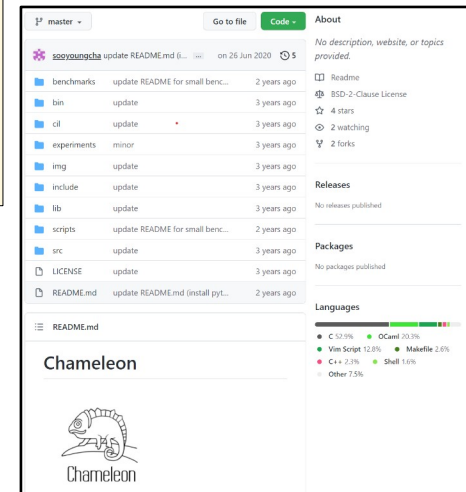 master
Go to file
Code
sooyoungcha update README.md (i... ... on 26 Jun 2020 5
benchmarks update README for small benc... 2 years ago
bin update 3 years ago
cil update 3 years ago
experiments minor 3 years ago
img update 3 years ago
include update 3 years ago
lib update 3 years ago
scripts update README for small benc... 2 years ago
src update 3 years ago
LICENSE update 3 years ago
README.md update README.md (install pyt... 2 years ago
README.md
Chameleon
Chameleon
About
No description, website, or topics
provided.
Readme
BSD-2-Clause License
4 stars
2 watching
2 forks
Releases
No releases published
Packages
No packages published
Languages
C 52.9% OCaml 20.3%
Vim Script 12.8% Makefile 2.6%
C++ 2.3% Shell 1.6%
Other 7.5%